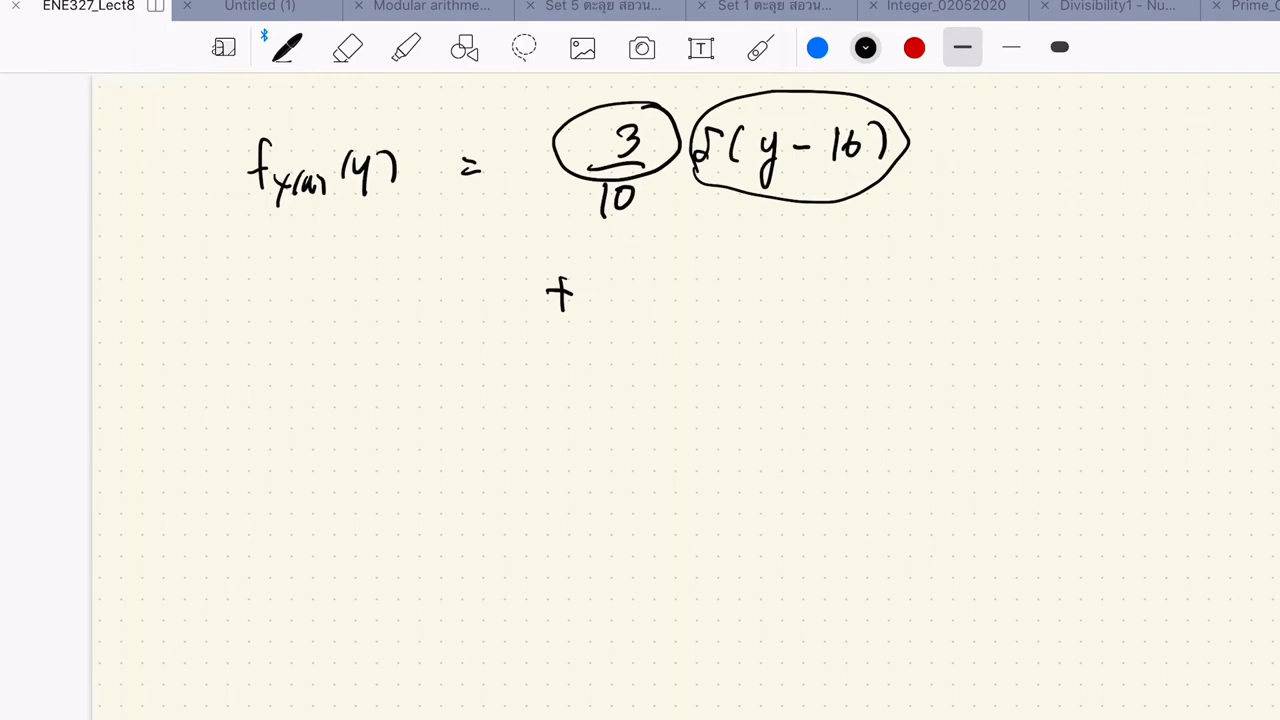 ENE327_Lect8 × Untitled (1) × Modular arithme... × Set 5 ตะลุย สอวน... × Set 1 ตะลุย สอวน... × Integer_02052020 × Divisibility1 - Nu... × Prime_
f (y) = 3/10 δ(y - 16)
+